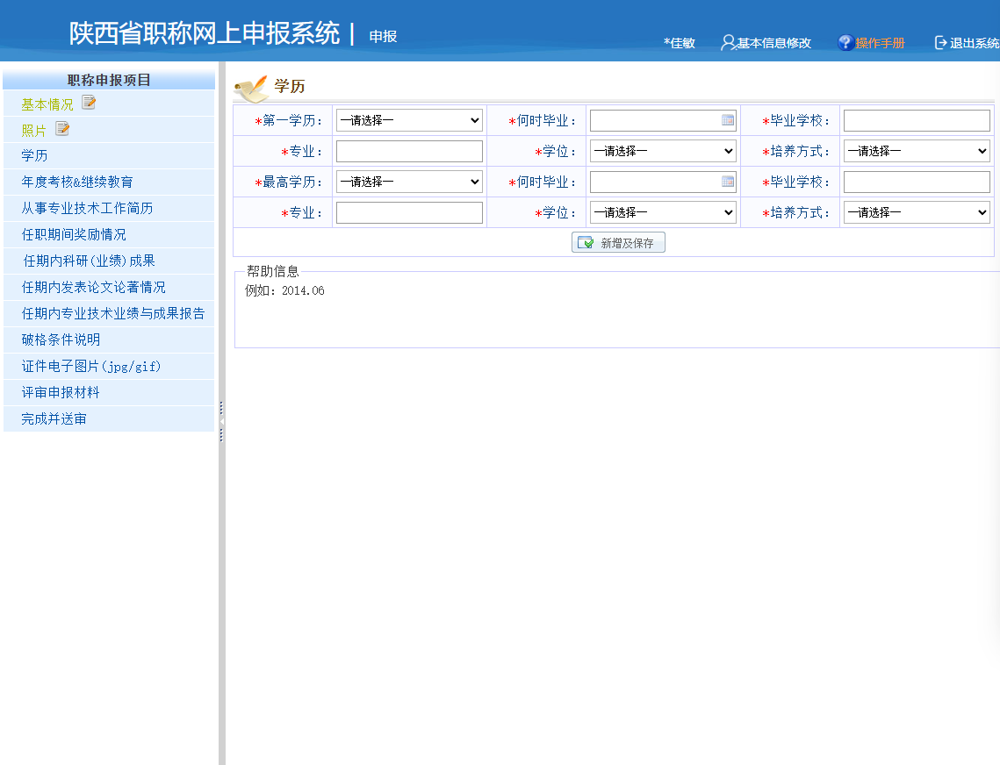 陕西省职称网上申报系统 | 申报
*佳敏 基本信息修改 操作手册 退出系统
职称申报项目
基本情况
照片
学历
年度考核&继续教育
从事专业技术工作简历
任职期间奖励情况
任期内科研(业绩)成果
任期内发表论文论著情况
任期内专业技术业绩与成果报告
破格条件说明
证件电子图片(jpg/gif)
评审申报材料
完成并送审
学历
*第一学历： 一请选择一 *何时毕业： *毕业学校：
*专业： *学位： 一请选择一 *培养方式： 一请选择一
*最高学历： 一请选择一 *何时毕业： *毕业学校：
*专业： *学位： 一请选择一 *培养方式： 一请选择一
新增及保存
帮助信息
例如：2014.06